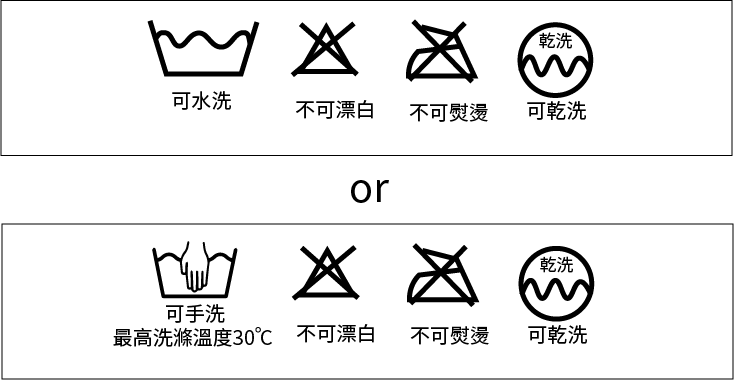 乾洗
可水洗
不可漂白
不可熨燙
可乾洗
or
乾洗
可手洗
最高洗滌溫度30℃
不可漂白
不可熨燙
可乾洗